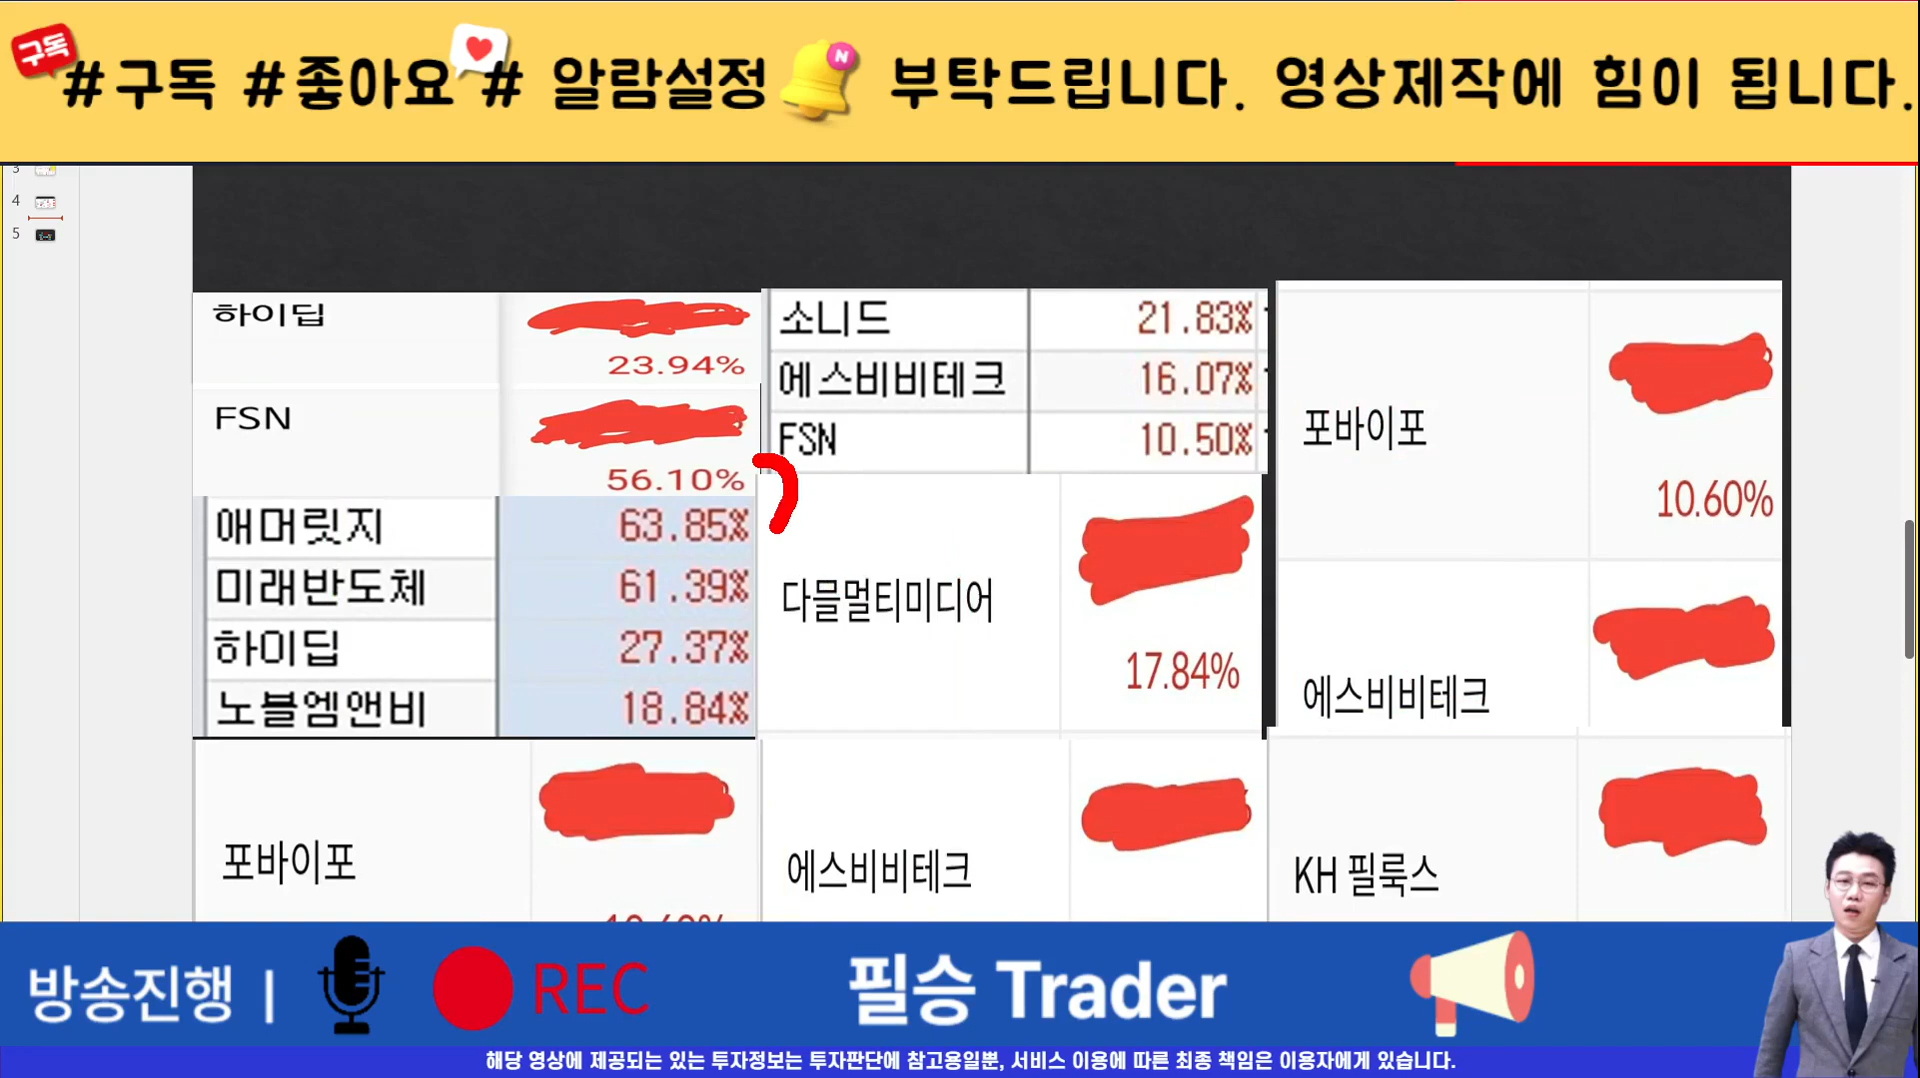 구독
#구독 #좋아요 # 알람설정 N 부탁드립니다. 영상제작에 힘이 됩니다.
3
4
5
하이딥
23.94%
FSN
56.10%
애머릿지 63.85%
미래반도체 61.39%
하이딥 27.37%
노블엠앤비 18.84%
소니드 21.83%
에스비비테크 16.07%
FSN 10.50%
다믈멀티미디어
17.84%
포바이포
10.60%
에스비비테크
포바이포
에스비비테크
KH 필룩스
방송진행 | REC 필승 Trader
해당 영상에 제공되는 있는 투자정보는 투자판단에 참고용일뿐, 서비스 이용에 따른 최종 책임은 이용자에게 있습니다.